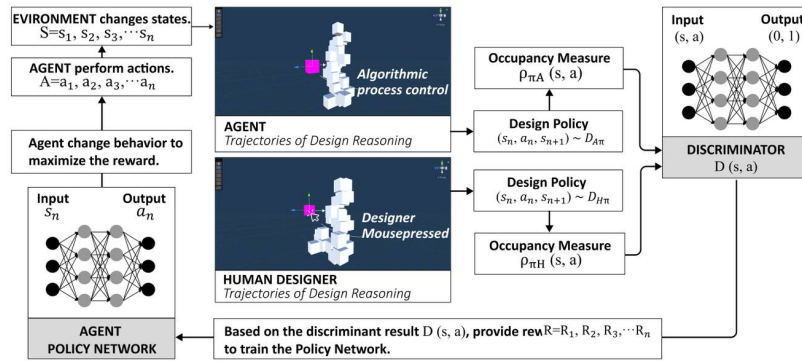 EVIRONMENT changes states.
S=s1, s2, s3,⋯sn
AGENT perform actions.
A=a1, a2, a3,⋯an
Agent change behavior to
maximize the reward.
Input
sn
Output
an
AGENT
POLICY NETWORK
Algorithmic
process control
AGENT
Trajectories of Design Reasoning
Designer
Mousepressed
HUMAN DESIGNER
Trajectories of Design Reasoning
Occupancy Measure
ρπA (s, a)
Design Policy
(sn, an, sn+1) ~ DAπ
Design Policy
(sn, an, sn+1) ~ DHπ
Occupancy Measure
ρπH (s, a)
Input
(s, a)
Output
(0, 1)
DISCRIMINATOR
D (s, a)
Based on the discriminant result D (s, a), provide rewR=R1, R2, R3,⋯Rn
to train the Policy Network.